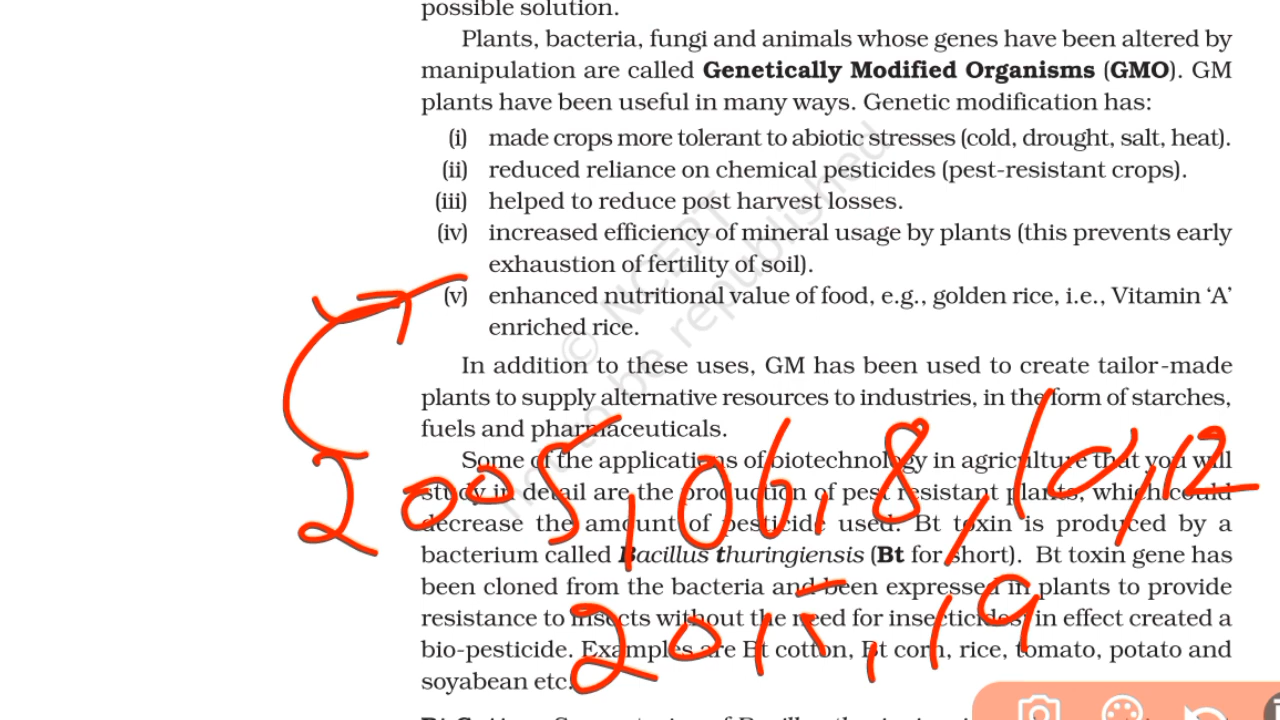 possible solution.
Plants, bacteria, fungi and animals whose genes have been altered by
manipulation are called Genetically Modified Organisms (GMO). GM
plants have been useful in many ways. Genetic modification has:
(i) made crops more tolerant to abiotic stresses (cold, drought, salt, heat).
(ii) reduced reliance on chemical pesticides (pest-resistant crops).
(iii) helped to reduce post harvest losses.
(iv) increased efficiency of mineral usage by plants (this prevents early
exhaustion of fertility of soil).
(v) enhanced nutritional value of food, e.g., golden rice, i.e., Vitamin ‘A’
enriched rice.
In addition to these uses, GM has been used to create tailor-made
plants to supply alternative resources to industries, in the form of starches,
fuels and pharmaceuticals.
Some of the applications of biotechnology in agriculture that you will
study in detail are the production of pest resistant plants, which could
decrease the amount of pesticide used. Bt toxin is produced by a
bacterium called Bacillus thuringiensis (Bt for short). Bt toxin gene has
been cloned from the bacteria and been expressed in plants to provide
resistance to insects without the need for insecticides; in effect created a
bio-pesticide. Examples are Bt cotton, Bt corn, rice, tomato, potato and
soyabean etc.
2005, 06, 8, 10, 12
2015, 19
© NCERT
not to be republished